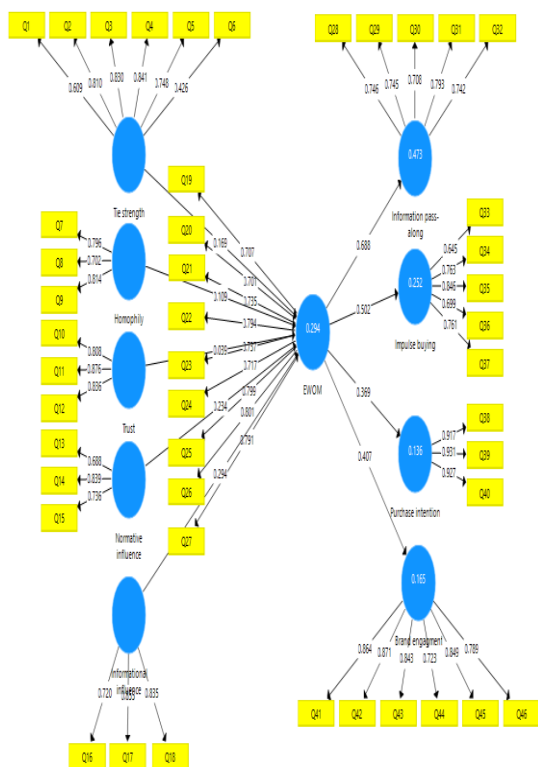 Q1 Q2 Q3 Q4 Q5 Q6
0.609 0.810 0.830 0.841 0.748 0.426
Tie strength
Q7
Q8
Q9
0.796
0.702
0.814
Homophily
Q10
Q11
Q12
0.808
0.876
0.836
Trust
Q13
Q14
Q15
0.688
0.839
0.736
Normative
influence
Informational
influence
0.720
0.835
Q16 Q17 Q18
Q19
Q20
Q21
Q22
Q23
Q24
Q25
Q26
Q27
0.707
0.169
0.701
0.735
0.109
0.794
0.737
0.717
0.234
0.799
0.801
0.294
0.791
0.294
EWOM
0.688
0.502
0.369
0.407
Q28 Q29 Q30 Q31 Q32
0.746 0.745 0.708 0.793 0.742
0.473
Information pass-
along
Q33
Q34
Q35
Q36
Q37
0.645
0.763
0.846
0.699
0.761
0.252
Impulse buying
Q38
Q39
Q40
0.917
0.931
0.927
0.136
Purchase intention
0.165
Brand engagment
0.864 0.871 0.843 0.723 0.849 0.789
Q41 Q42 Q43 Q44 Q45 Q46